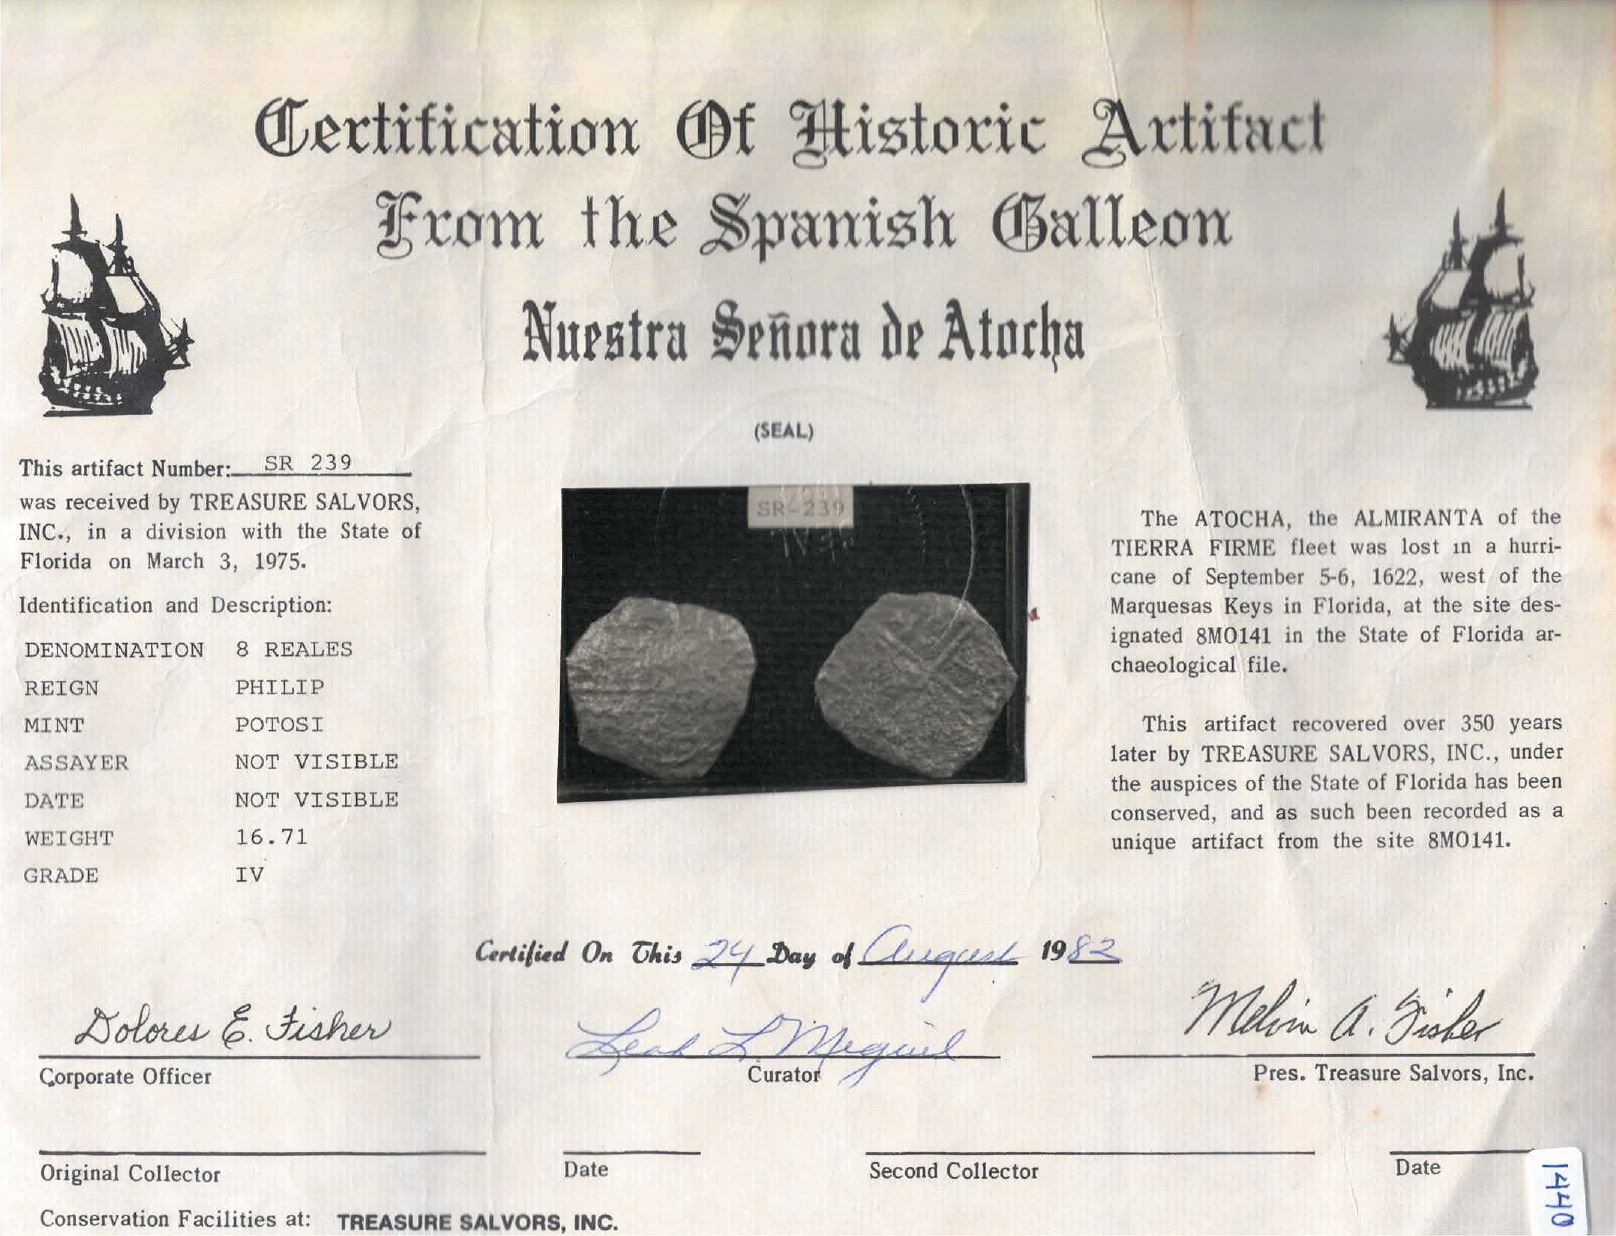 Certification Of Historic Artifact
From the Spanish Galleon
Nuestra Señora de Atocha
(SEAL)
This artifact Number: SR 239
was received by TREASURE SALVORS,
INC., in a division with the State of
Florida on March 3, 1975.
Identification and Description:
DENOMINATION 8 REALES
REIGN PHILIP
MINT POTOSI
ASSAYER NOT VISIBLE
DATE NOT VISIBLE
WEIGHT 16.71
GRADE IV
SR-239
The ATOCHA, the ALMIRANTA of the
TIERRA FIRME fleet was lost in a hurri-
cane of September 5-6, 1622, west of the
Marquesas Keys in Florida, at the site des-
ignated 8MO141 in the State of Florida ar-
chaeological file.
This artifact recovered over 350 years
later by TREASURE SALVORS, INC., under
the auspices of the State of Florida has been
conserved, and as such been recorded as a
unique artifact from the site 8MO141.
Certified On This 24 Day of August 1982
Dolores E. Fisher
Corporate Officer
Leah L
Curator
Melvin A. Fisher
Pres. Treasure Salvors, Inc.
Original Collector
Date
Second Collector
Date
Conservation Facilities at: TREASURE SALVORS, INC.
1440